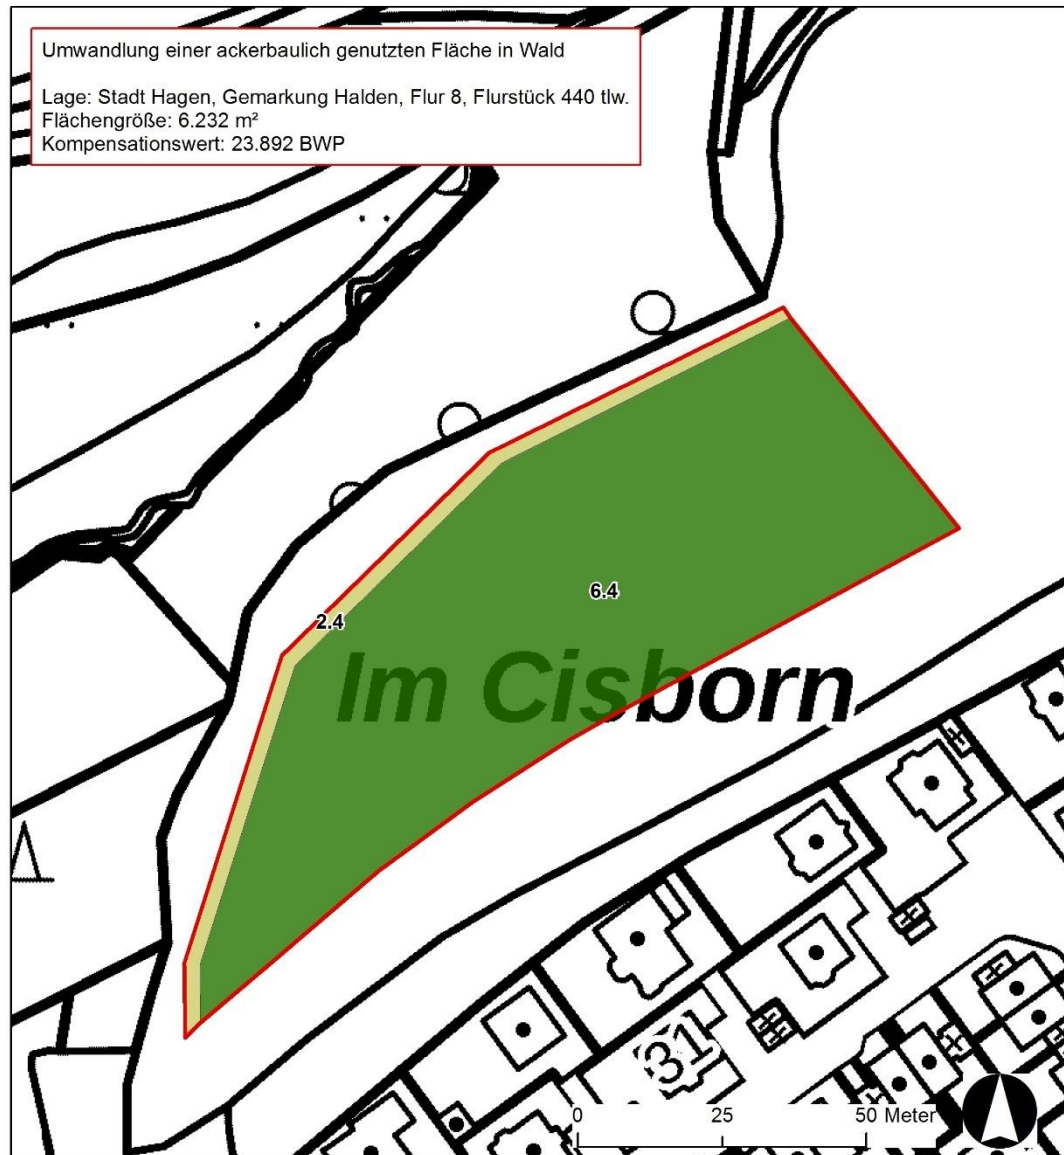 Umwandlung einer ackerbaulich genutzten Fläche in Wald
Lage: Stadt Hagen, Gemarkung Halden, Flur 8, Flurstück 440 tlw.
Flächengröße: 6.232 m²
Kompensationswert: 23.892 BWP
6.4
2.4
Im Cisborn
31
0 25 50 Meter